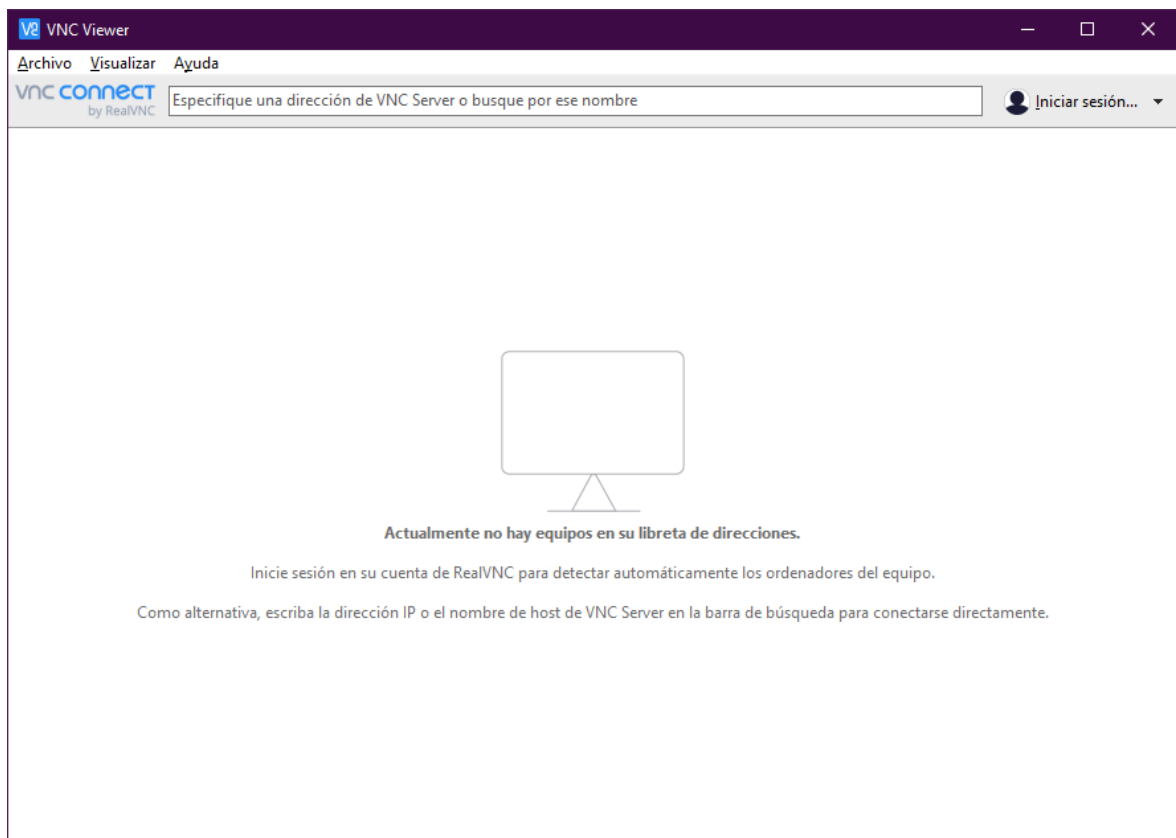 V2 VNC Viewer
Archivo Visualizar Ayuda
vnc connect
by RealVNC
Especifique una dirección de VNC Server o busque por ese nombre
Iniciar sesión...
Actualmente no hay equipos en su libreta de direcciones.
Inicie sesión en su cuenta de RealVNC para detectar automáticamente los ordenadores del equipo.
Como alternativa, escriba la dirección IP o el nombre de host de VNC Server en la barra de búsqueda para conectarse directamente.